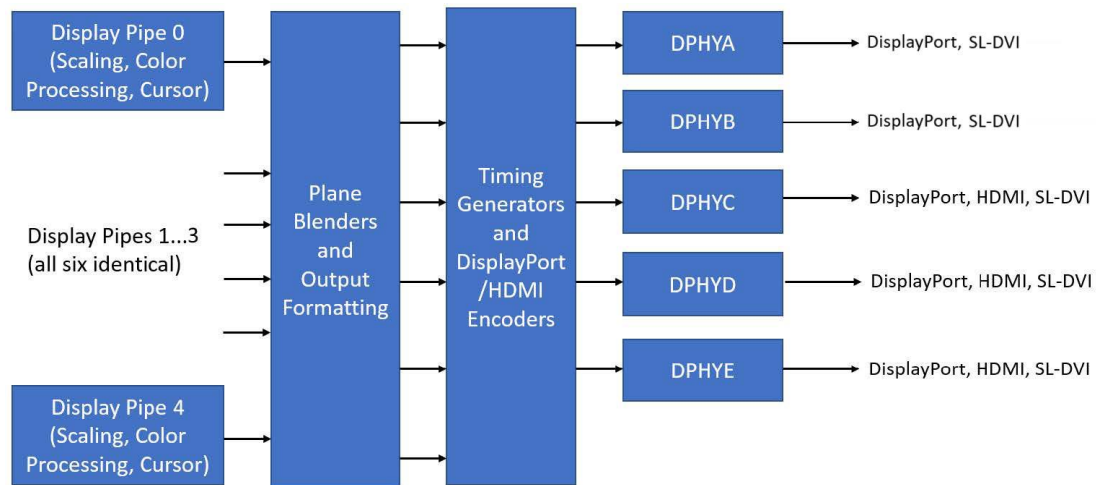 Display Pipe 0
(Scaling, Color
Processing, Cursor)
Display Pipes 1...3
(all six identical)
Display Pipe 4
(Scaling, Color
Processing, Cursor)
Plane
Blenders
and
Output
Formatting
Timing
Generators
and
DisplayPort
/HDMI
Encoders
DPHYA
DisplayPort, SL-DVI
DPHYB
DisplayPort, SL-DVI
DPHYC
DisplayPort, HDMI, SL-DVI
DPHYD
DisplayPort, HDMI, SL-DVI
DPHYE
DisplayPort, HDMI, SL-DVI